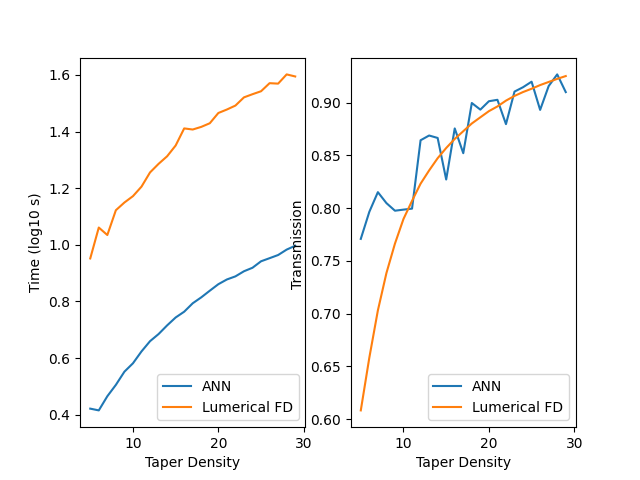 1.6
1.4
1.2
1.0
0.8
0.6
0.4
Time (log10 s)
10
20
30
Taper Density
ANN
Lumerical FD
0.90
0.85
0.80
0.75
0.70
0.65
0.60
Transmission
10
20
30
Taper Density
ANN
Lumerical FD